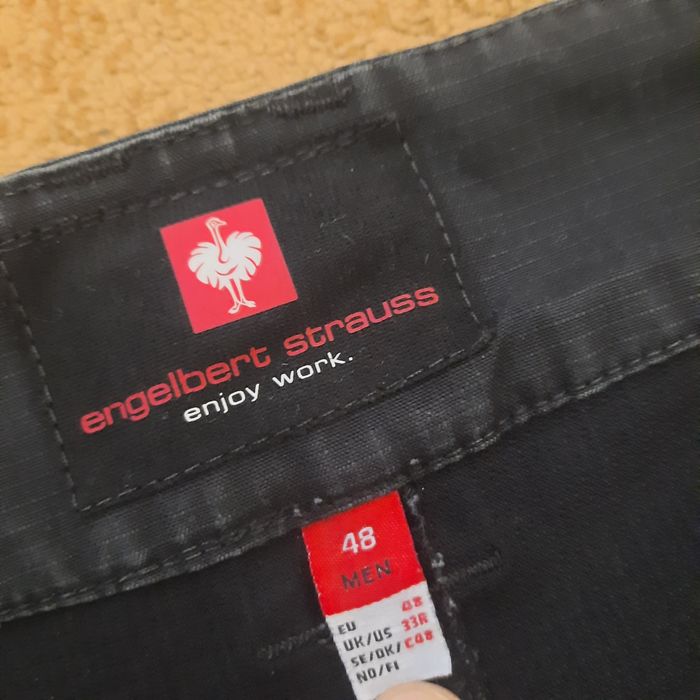 engelbert strauss
enjoy work.
48
MEN
EU 48
UK/US 33R
SE/DK/ C48
NO/FI